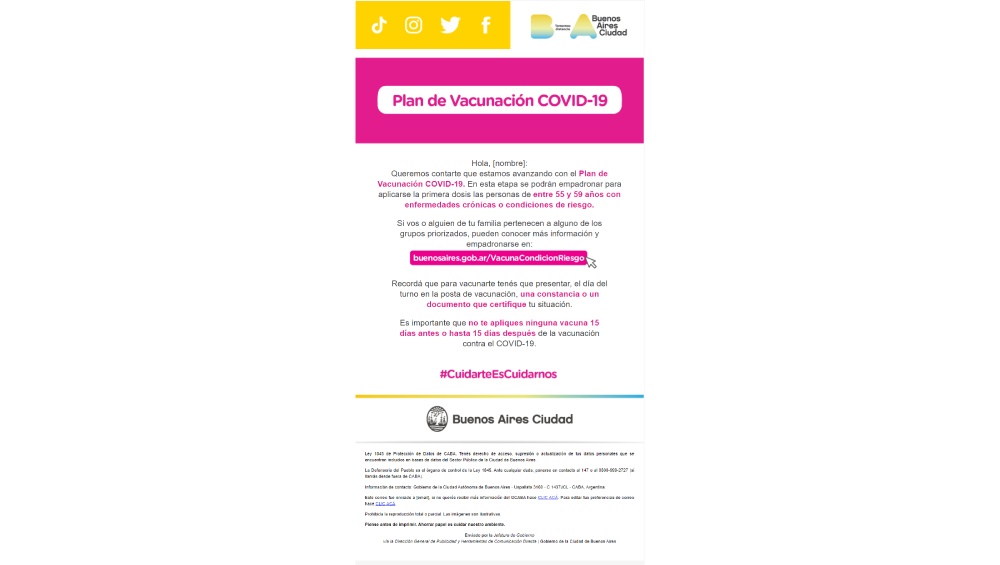 Temamos
distancia
Buenos
Aires
Ciudad
Plan de Vacunación COVID-19
Hola, [nombre]:
Queremos contarte que estamos avanzando con el Plan de
Vacunación COVID-19. En esta etapa se podrán empadronar para
aplicarse la primera dosis las personas de entre 55 y 59 años con
enfermedades crónicas o condiciones de riesgo.
Si vos o alguien de tu familia pertenecen a alguno de los
grupos priorizados, pueden conocer más información y
empadronarse en:
buenosaires.gob.ar/VacunaCondicionRiesgo
Recordá que para vacunarte tenés que presentar, el día del
turno en la posta de vacunación, una constancia o un
documento que certifique tu situación.
Es importante que no te apliques ninguna vacuna 15
días antes o hasta 15 días después de la vacunación
contra el COVID-19.
#CuidarteEsCuidarnos
Buenos Aires Ciudad
Ley 1845 de Protección de Datos de CABA. Tenés derecho de acceso, supresión o actualización de tus datos personales que se
encuentren incluidos en bases de datos del Sector Público de la Ciudad de Buenos Aires
La Defensoría del Pueblo es el órgano de control de la Ley 1845. Ante cualquier duda, ponerse en contacto al 147 o al 0800-999-2727 (si
llamás desde fuera de CABA)
Información de contacto: Gobierno de la Ciudad Autónoma de Buenos Aires - Uspallata 3160 - C 1437JCL - CABA, Argentina
Este correo fue enviado a [email], si no querés recibir más información del GCABA hace CLIC ACÁ. Para editar tus preferencias de correo
hace CLIC ACÁ.
Prohibida la reproducción total o parcial. Las imágenes son ilustrativas
Piense antes de imprimir. Ahorrar papel es cuidar nuestro ambiente.
Enviado por la Jefatura de Gobierno
vía la Dirección General de Publicidad y Herramientas de Comunicación Directa | Gobierno de la Ciudad de Buenos Aires